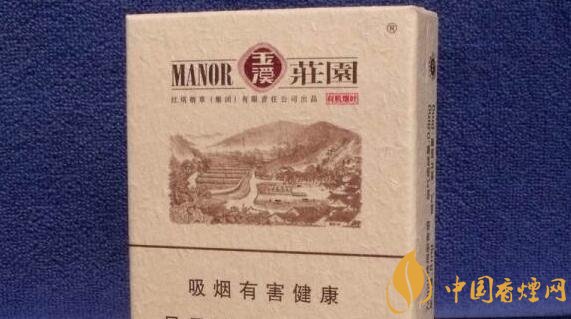 MANOR 玉溪 莊園 ®
红塔烟草(集团)有限责任公司出品 有机烟叶
吸烟有害健康
中国香烟网